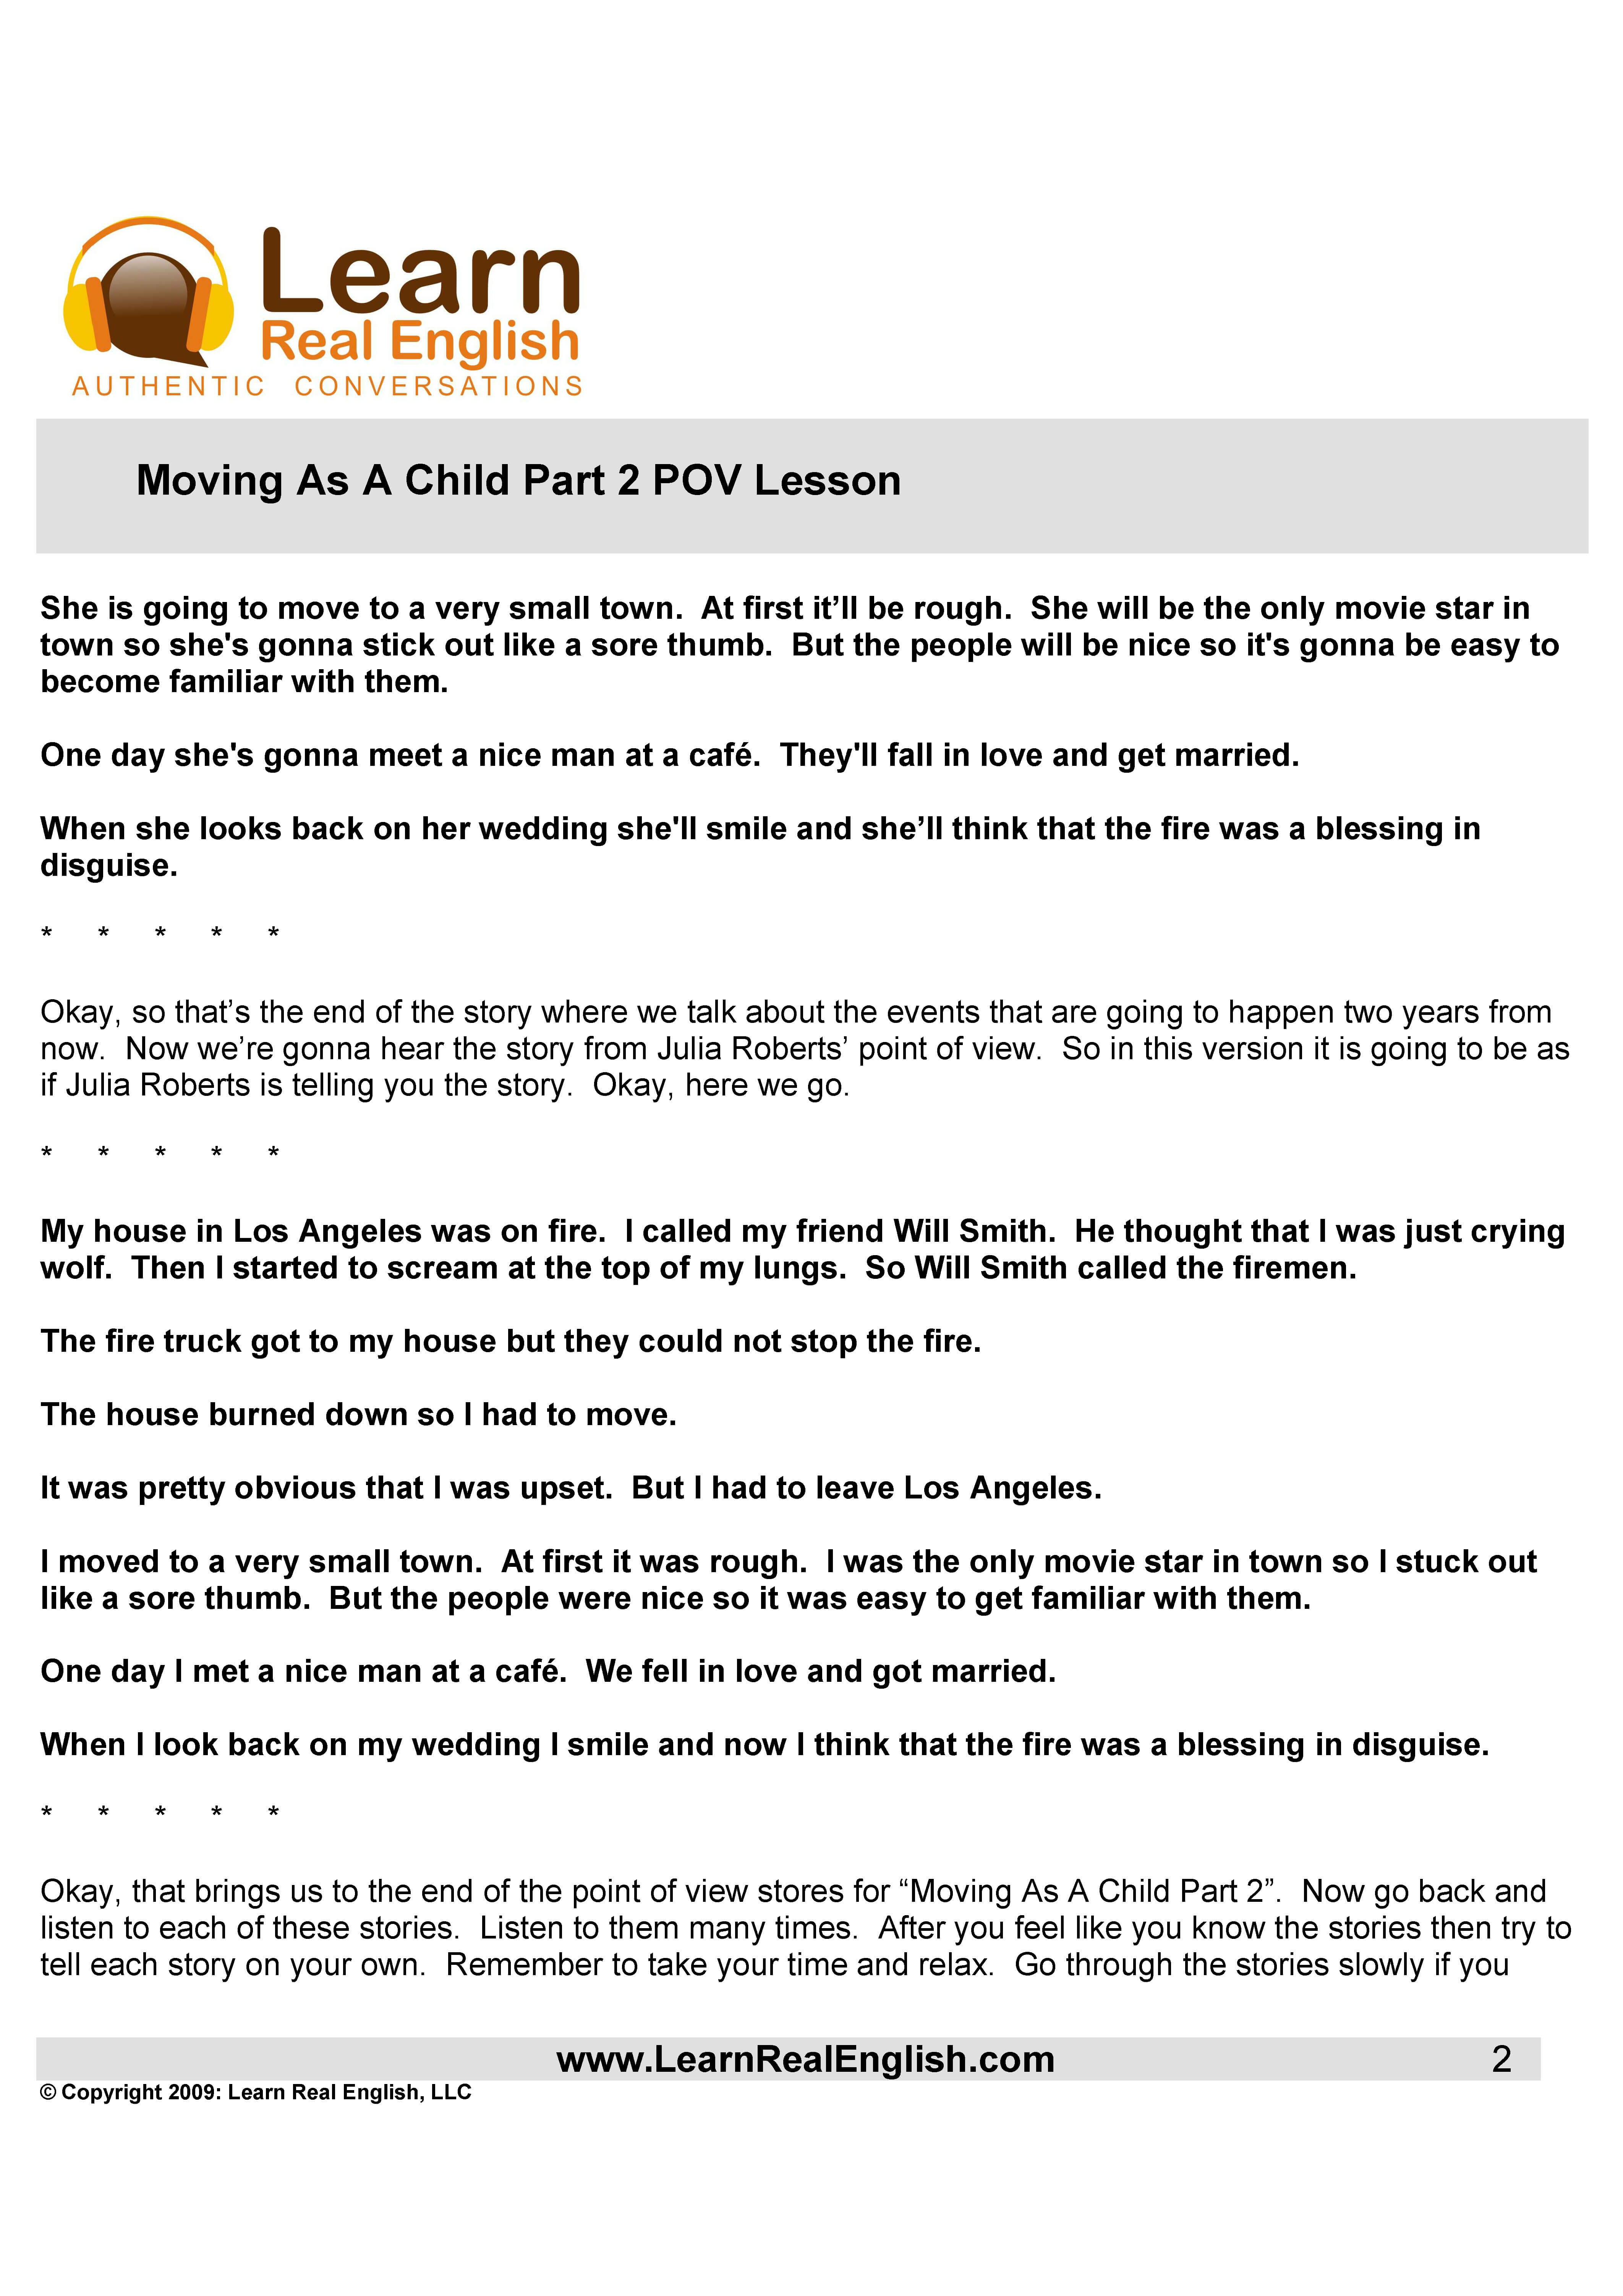 Learn
Real English
AUTHENTIC CONVERSATIONS
Moving As A Child Part 2 POV Lesson
She is going to move to a very small town.  At first it’ll be rough.  She will be the only movie star in
town so she's gonna stick out like a sore thumb.  But the people will be nice so it's gonna be easy to
become familiar with them.
One day she's gonna meet a nice man at a café.  They'll fall in love and get married.
When she looks back on her wedding she'll smile and she’ll think that the fire was a blessing in
disguise.
* * * * *
Okay, so that’s the end of the story where we talk about the events that are going to happen two years from
now.  Now we’re gonna hear the story from Julia Roberts’ point of view.  So in this version it is going to be as
if Julia Roberts is telling you the story.  Okay, here we go.
* * * * *
My house in Los Angeles was on fire.  I called my friend Will Smith.  He thought that I was just crying
wolf.  Then I started to scream at the top of my lungs.  So Will Smith called the firemen.
The fire truck got to my house but they could not stop the fire.
The house burned down so I had to move.
It was pretty obvious that I was upset.  But I had to leave Los Angeles.
I moved to a very small town.  At first it was rough.  I was the only movie star in town so I stuck out
like a sore thumb.  But the people were nice so it was easy to get familiar with them.
One day I met a nice man at a café.  We fell in love and got married.
When I look back on my wedding I smile and now I think that the fire was a blessing in disguise.
* * * * *
Okay, that brings us to the end of the point of view stores for “Moving As A Child Part 2”.  Now go back and
listen to each of these stories.  Listen to them many times.  After you feel like you know the stories then try to
tell each story on your own.  Remember to take your time and relax.  Go through the stories slowly if you
www.LearnRealEnglish.com 2
© Copyright 2009: Learn Real English, LLC